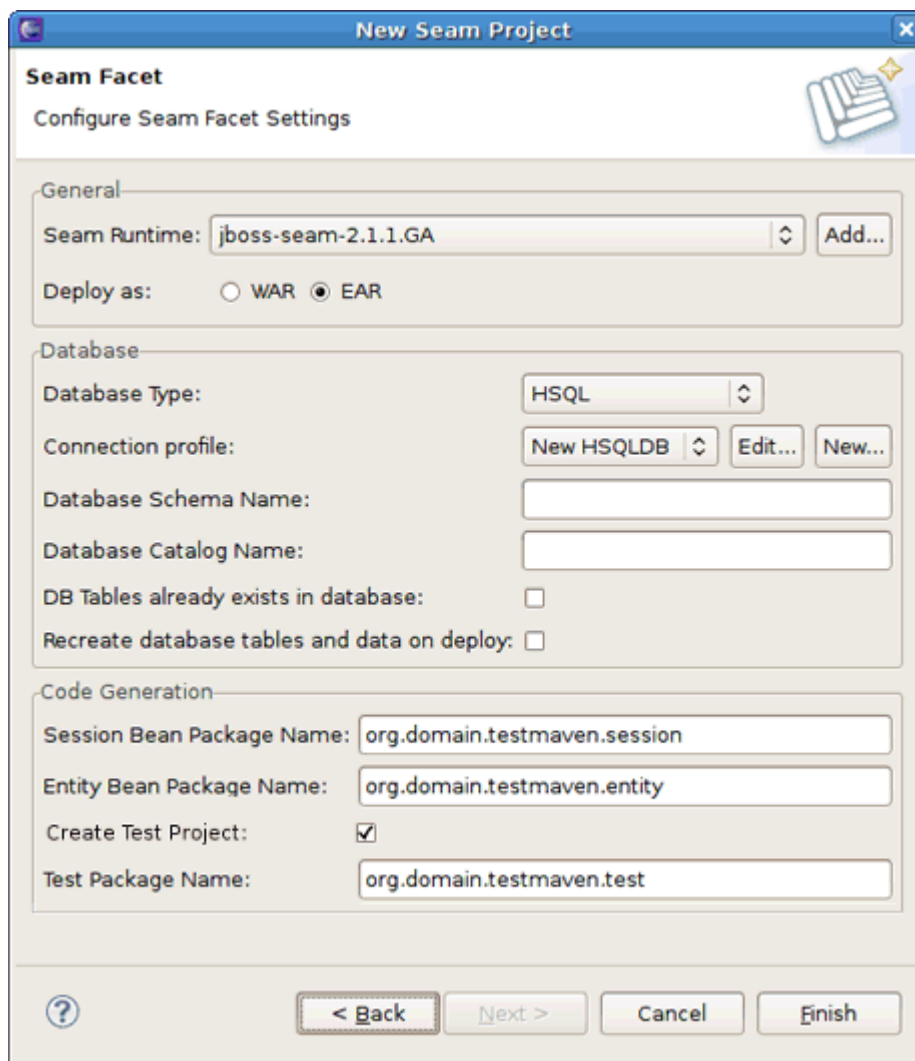 New Seam Project
Seam Facet
Configure Seam Facet Settings
General
Seam Runtime: jboss-seam-2.1.1.GA Add...
Deploy as: WAR EAR
Database
Database Type: HSQL
Connection profile: New HSQLDB Edit... New...
Database Schema Name:
Database Catalog Name:
DB Tables already exists in database:
Recreate database tables and data on deploy:
Code Generation
Session Bean Package Name: org.domain.testmaven.session
Entity Bean Package Name: org.domain.testmaven.entity
Create Test Project:
Test Package Name: org.domain.testmaven.test
? < Back Next > Cancel Finish